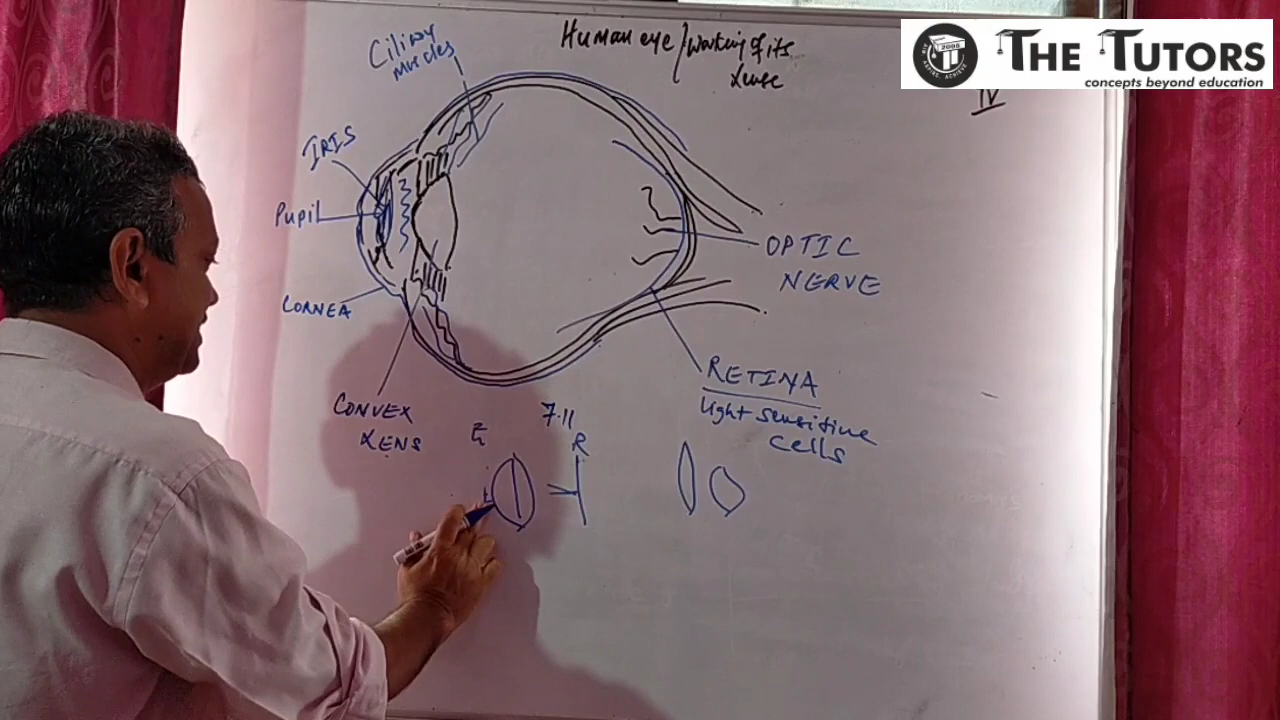 Human eye / working of its
Lense
THE TUTORS
concepts beyond education
2005
IV
Ciliary
Muscles
IRIS
Pupil
CORNEA
OPTIC
NERVE
CONVEX
LENS
RETINA
light sensitive
Cells
7.11
R